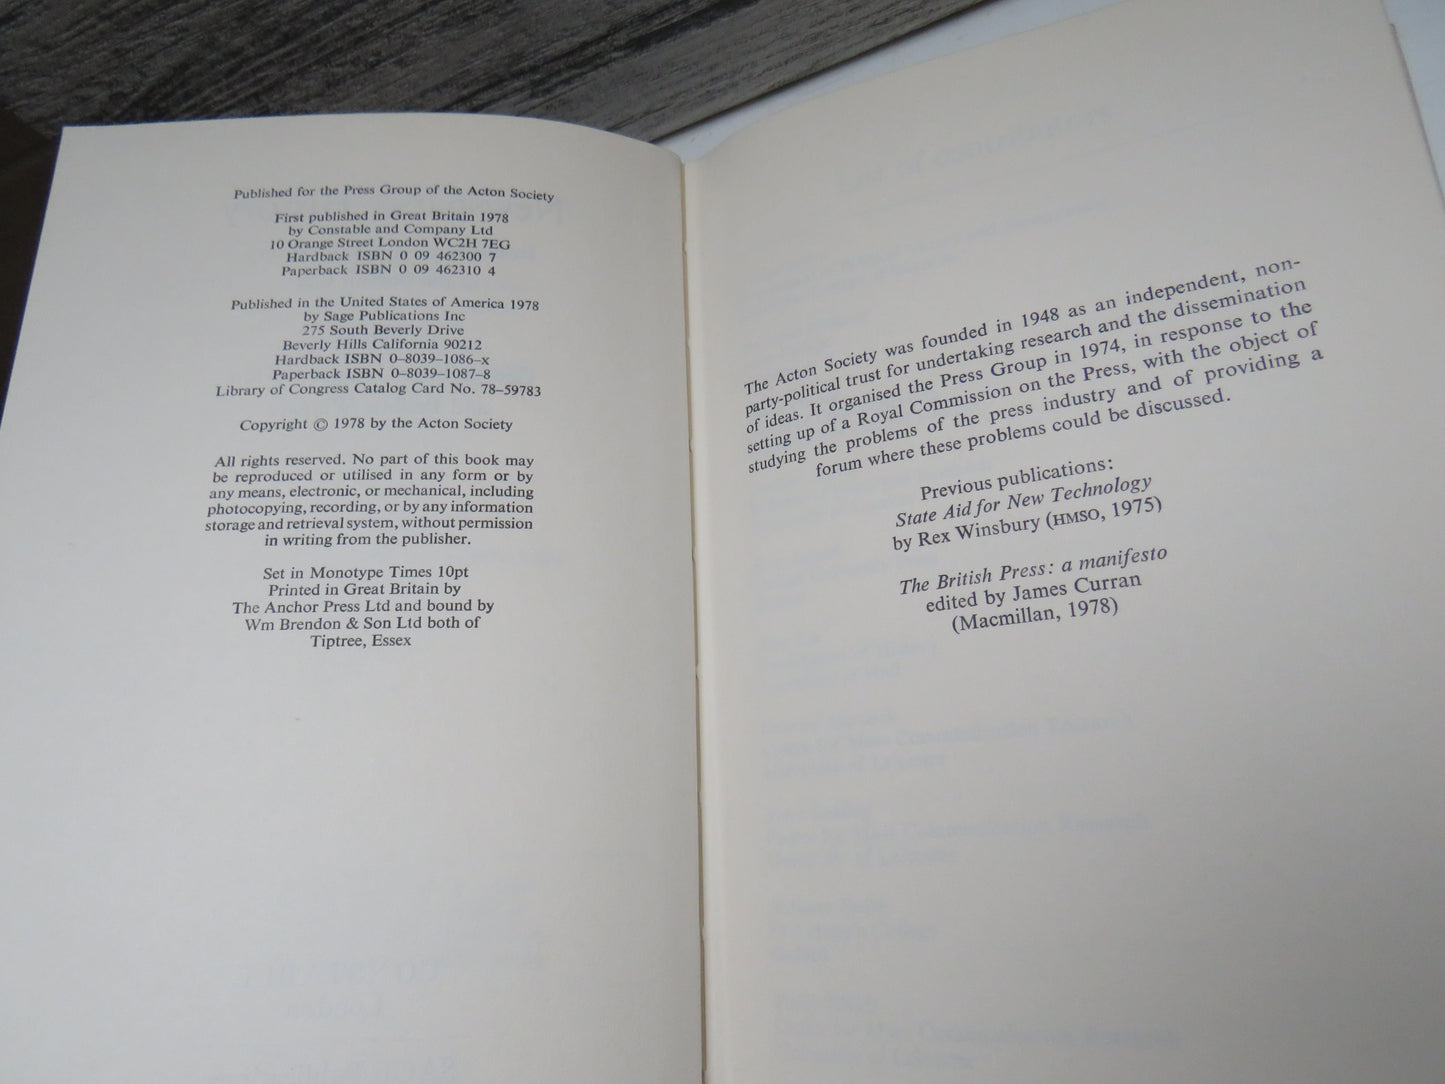 Published for the Press Group of the Acton Society
First published in Great Britain 1978
by Constable and Company Ltd
10 Orange Street London WC2H 7EG
Hardback ISBN 0 09 462300 7
Paperback ISBN 0 09 462310 4
Published in the United States of America 1978
by Sage Publications Inc
275 South Beverly Drive
Beverly Hills California 90212
Hardback ISBN 0–8039–1086–x
Paperback ISBN 0–8039–1087–8
Library of Congress Catalog Card No. 78–59783
Copyright © 1978 by the Acton Society
All rights reserved. No part of this book may
be reproduced or utilised in any form or by
any means, electronic, or mechanical, including
photocopying, recording, or by any information
storage and retrieval system, without permission
in writing from the publisher.
Set in Monotype Times 10pt
Printed in Great Britain by
The Anchor Press Ltd and bound by
Wm Brendon & Son Ltd both of
Tiptree, Essex
The Acton Society was founded in 1948 as an independent, non-
party-political trust for undertaking research and the dissemination
of ideas. It organised the Press Group in 1974, in response to the
setting up of a Royal Commission on the Press, with the object of
studying the problems of the press industry and of providing a
forum where these problems could be discussed.
Previous publications:
State Aid for New Technology
by Rex Winsbury (HMSO, 1975)
The British Press: a manifesto
edited by James Curran
(Macmillan, 1978)